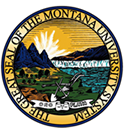 THE GREAT SEAL OF THE MONTANA UNIVERSITY SYSTEM